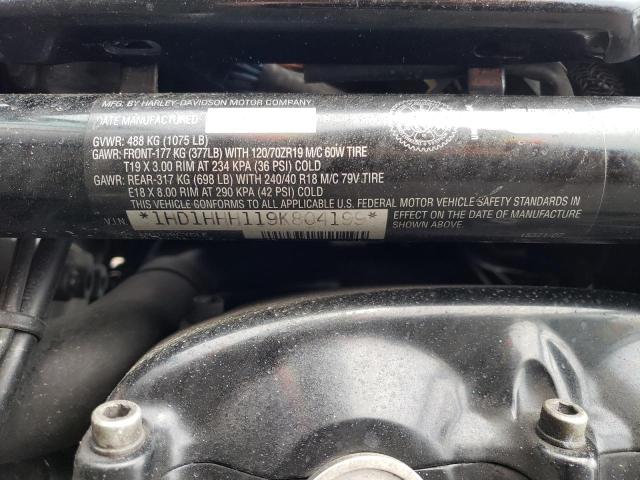 MFG. BY HARLEY-DAVIDSON MOTOR COMPANY
DATE MANUFACTURED
GVWR: 488 KG (1075 LB)
GAWR: FRONT-177 KG (377LB) WITH 120/70ZR19 M/C 60W TIRE
T19 X 3.00 RIM AT 234 KPA (36 PSI) COLD
GAWR: REAR-317 KG (698 LB) WITH 240/40 R18 M/C 79V TIRE
E18 X 8.00 RIM AT 290 KPA (42 PSI) COLD
THIS VEHICLE CONFORMS TO ALL APPLICABLE U.S. FEDERAL MOTOR VEHICLE SAFETY STANDARDS IN
EFFECT ON THE DATE OF MANUFACTURE
SHOWN ABOVE.
VIN *1HD1HHH119K804199*
MOTORCYCLE